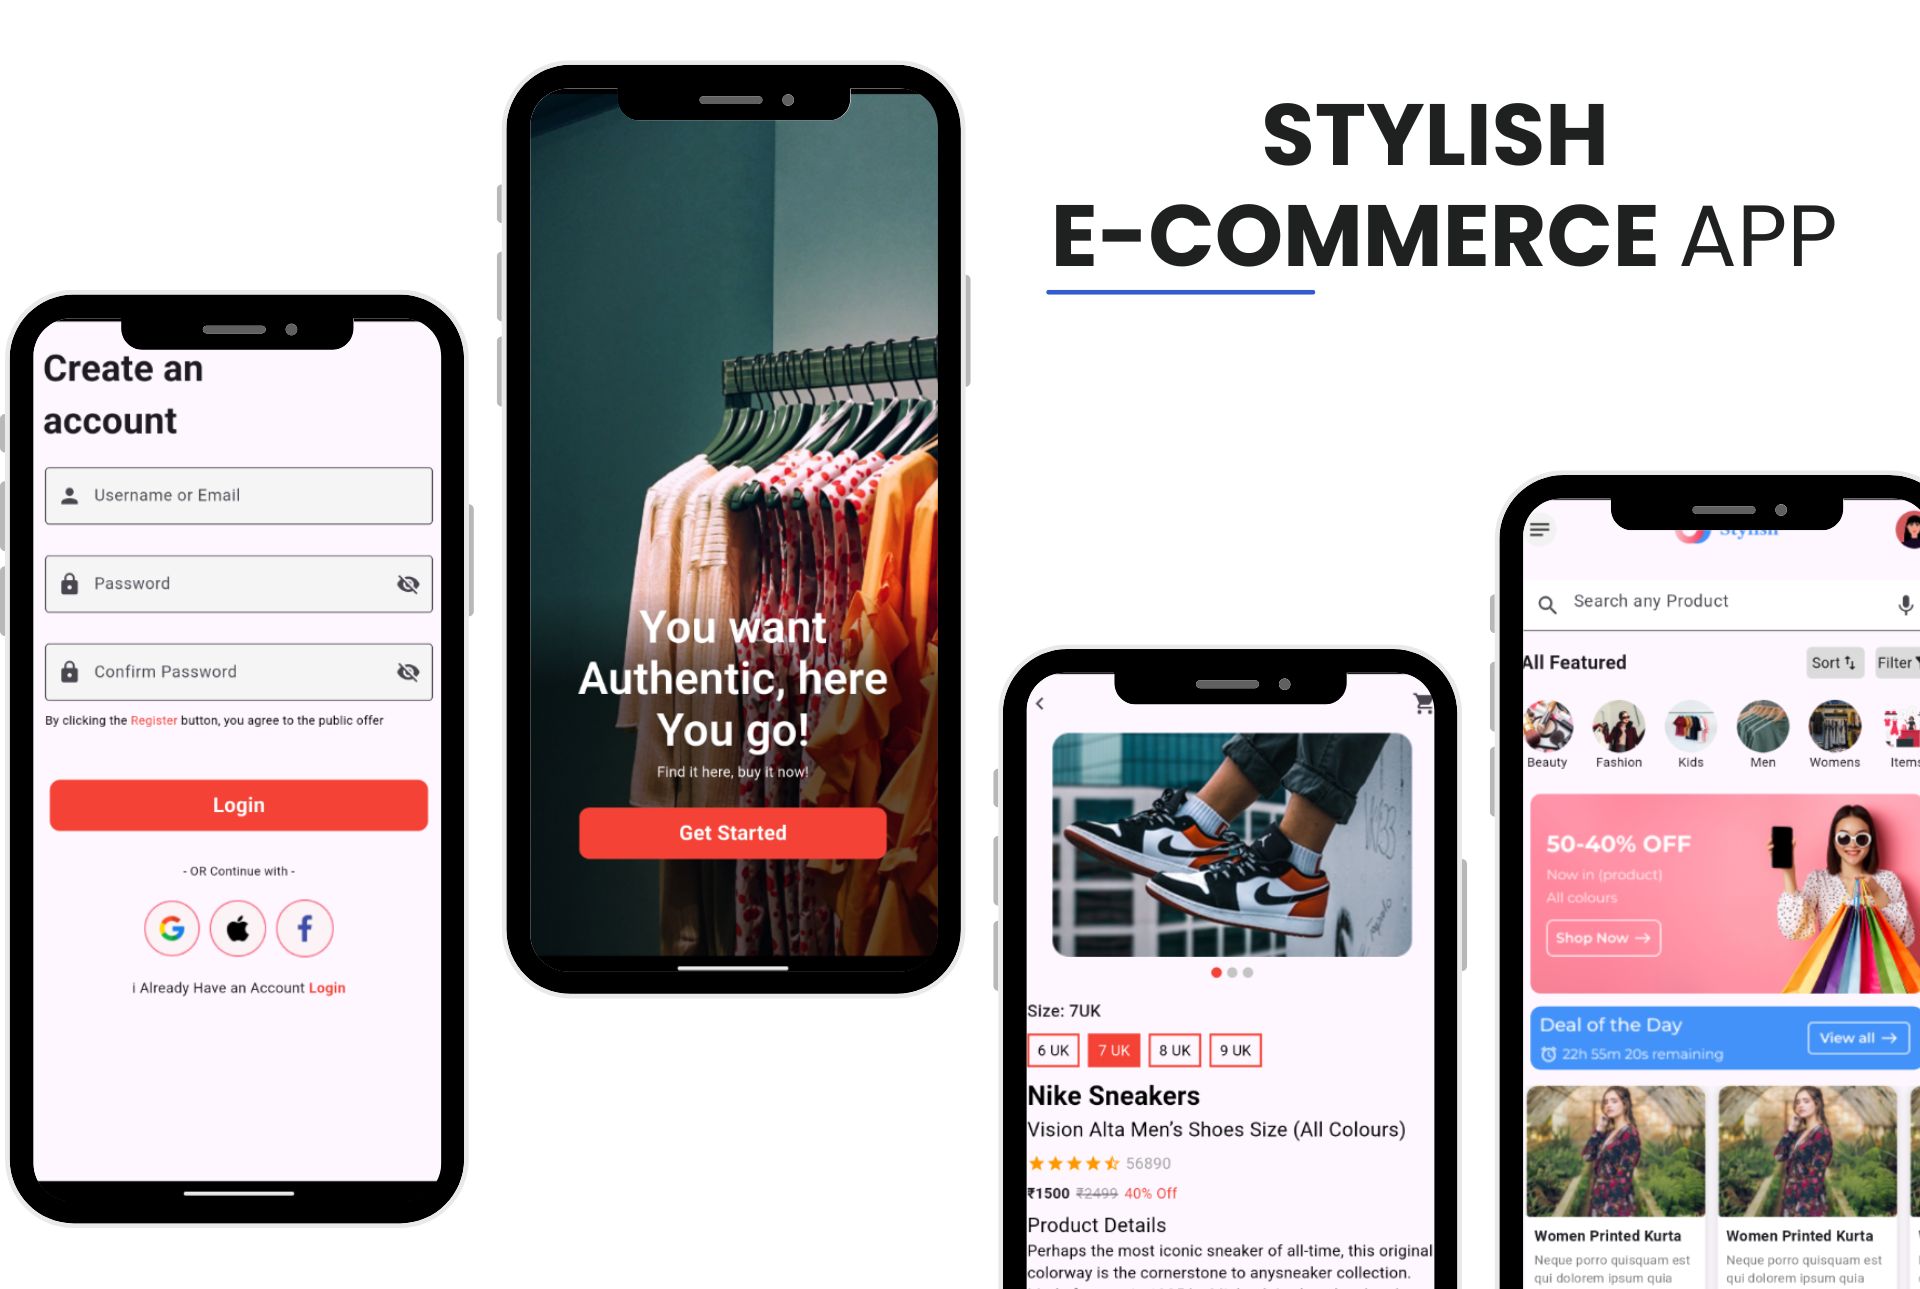 STYLISH
E-COMMERCE APP
Create an
account
Username or Email
Password
Confirm Password
By clicking the Register button, you agree to the public offer
Login
- OR Continue with -
i Already Have an Account Login
You want
Authentic, here
You go!
Find it here, buy it now!
Get Started
Size: 7UK
6 UK 7 UK 8 UK 9 UK
Nike Sneakers
Vision Alta Men’s Shoes Size (All Colours)
56890
₹1500 ₹2499 40% Off
Product Details
Perhaps the most iconic sneaker of all-time, this original
colorway is the cornerstone to anysneaker collection.
Stylish
Search any Product
All Featured
Sort Filter
Beauty Fashion Kids Men Womens Items
50-40% OFF
Now in (product)
All colours
Shop Now →
Deal of the Day
22h 55m 20s remaining
View all →
Women Printed Kurta
Neque porro quisquam est
qui dolorem ipsum quia
Women Printed Kurta
Neque porro quisquam est
qui dolorem ipsum quia